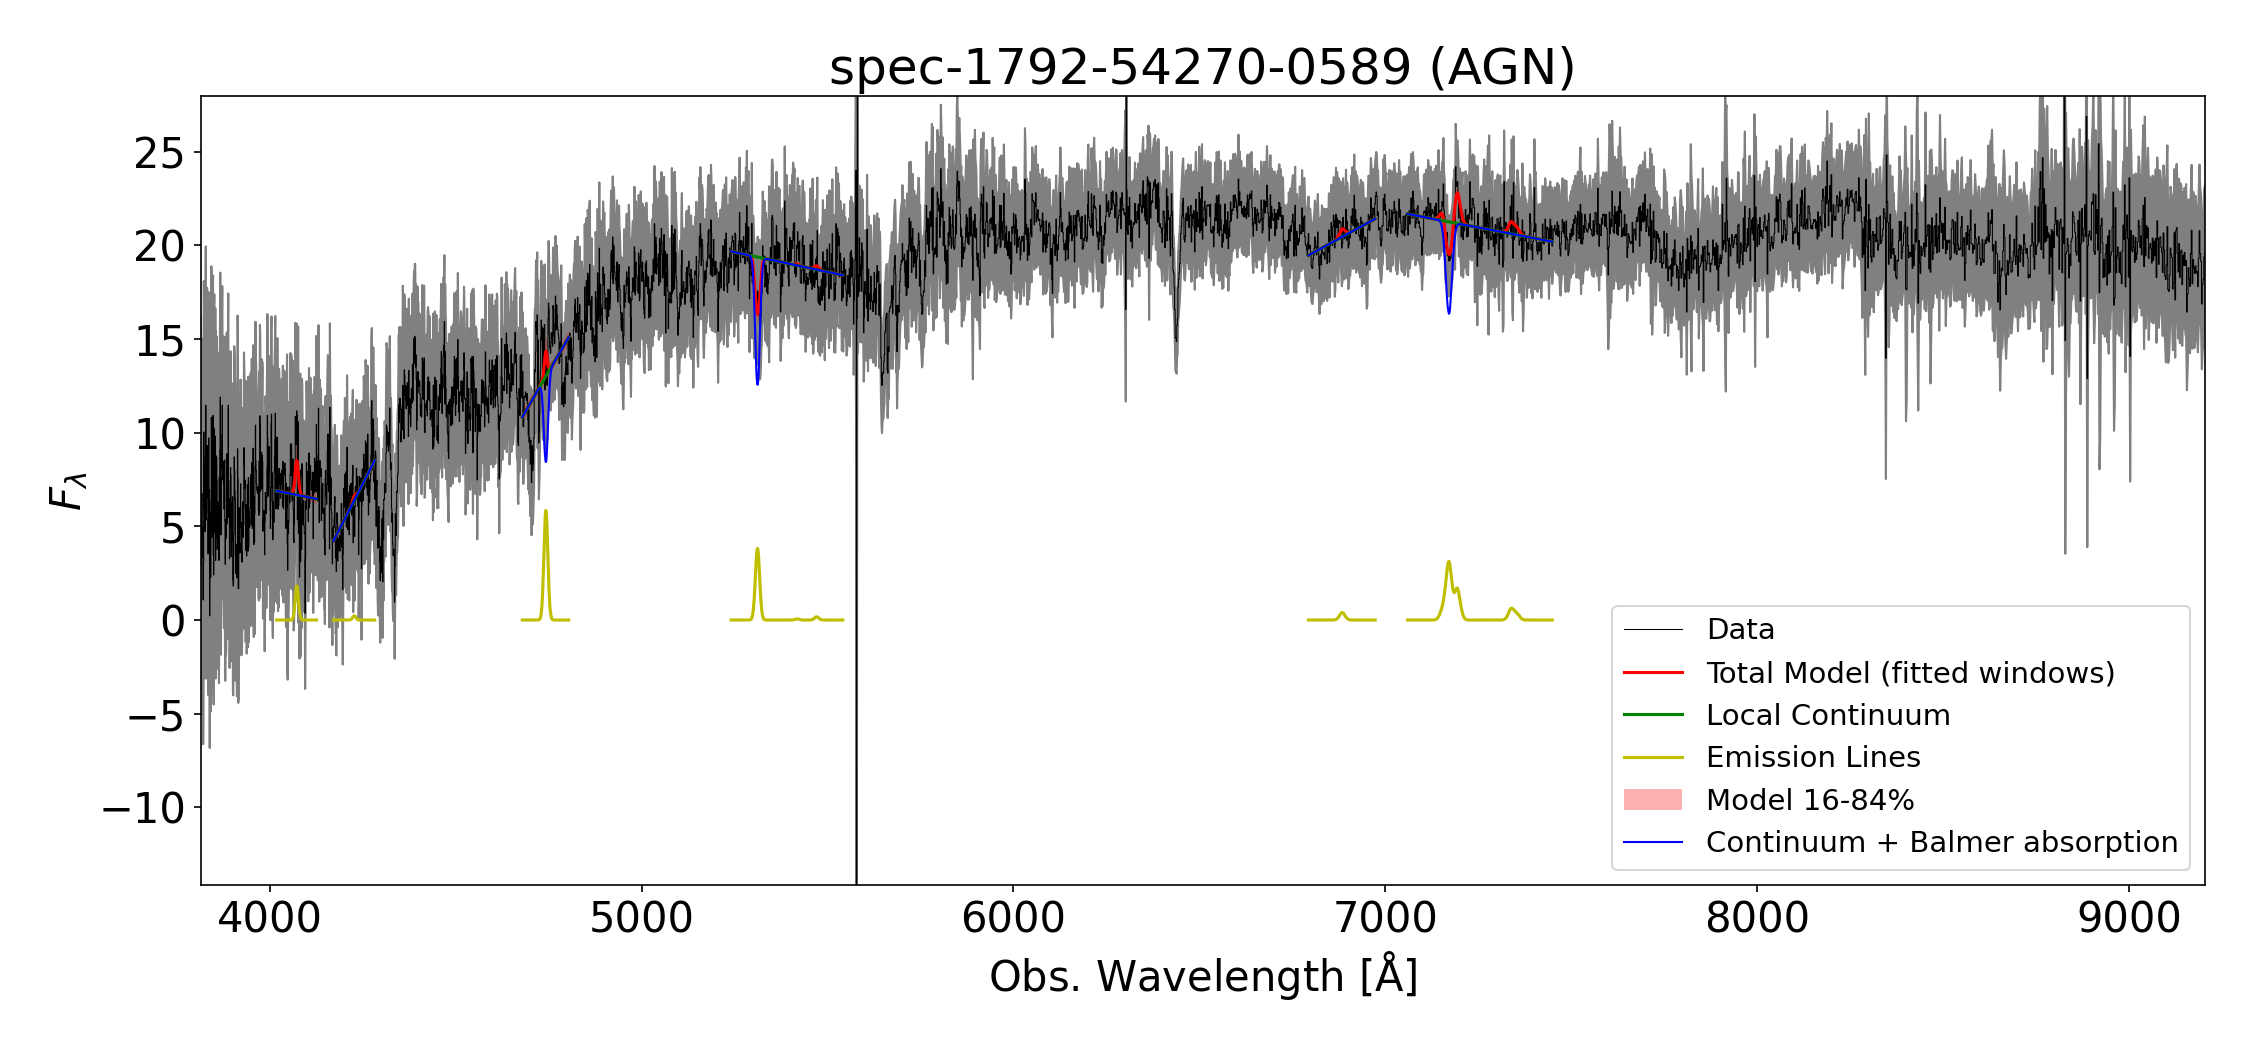 spec-1792-54270-0589 (AGN)
25
20
15
10
5
0
−5
−10
F_λ
4000 5000 6000 7000 8000 9000
Obs. Wavelength [Å]
Data
Total Model (fitted windows)
Local Continuum
Emission Lines
Model 16-84%
Continuum + Balmer absorption